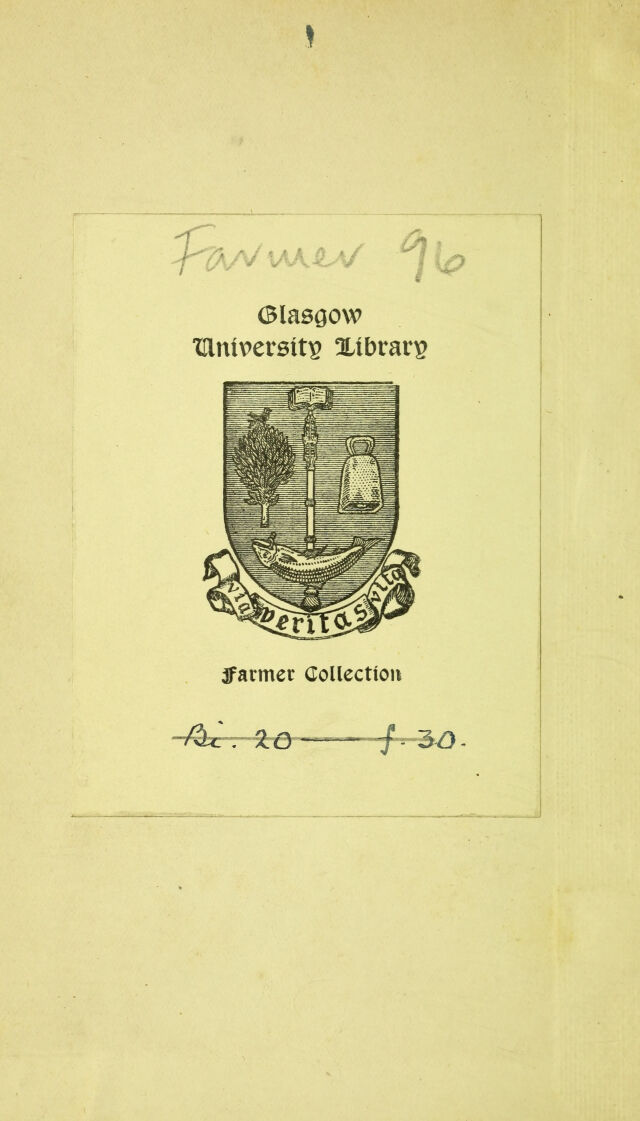 Farmer 96
Glasgow
University Library
via veritas vita
Farmer Collection
Bi. 20 — f. 30.